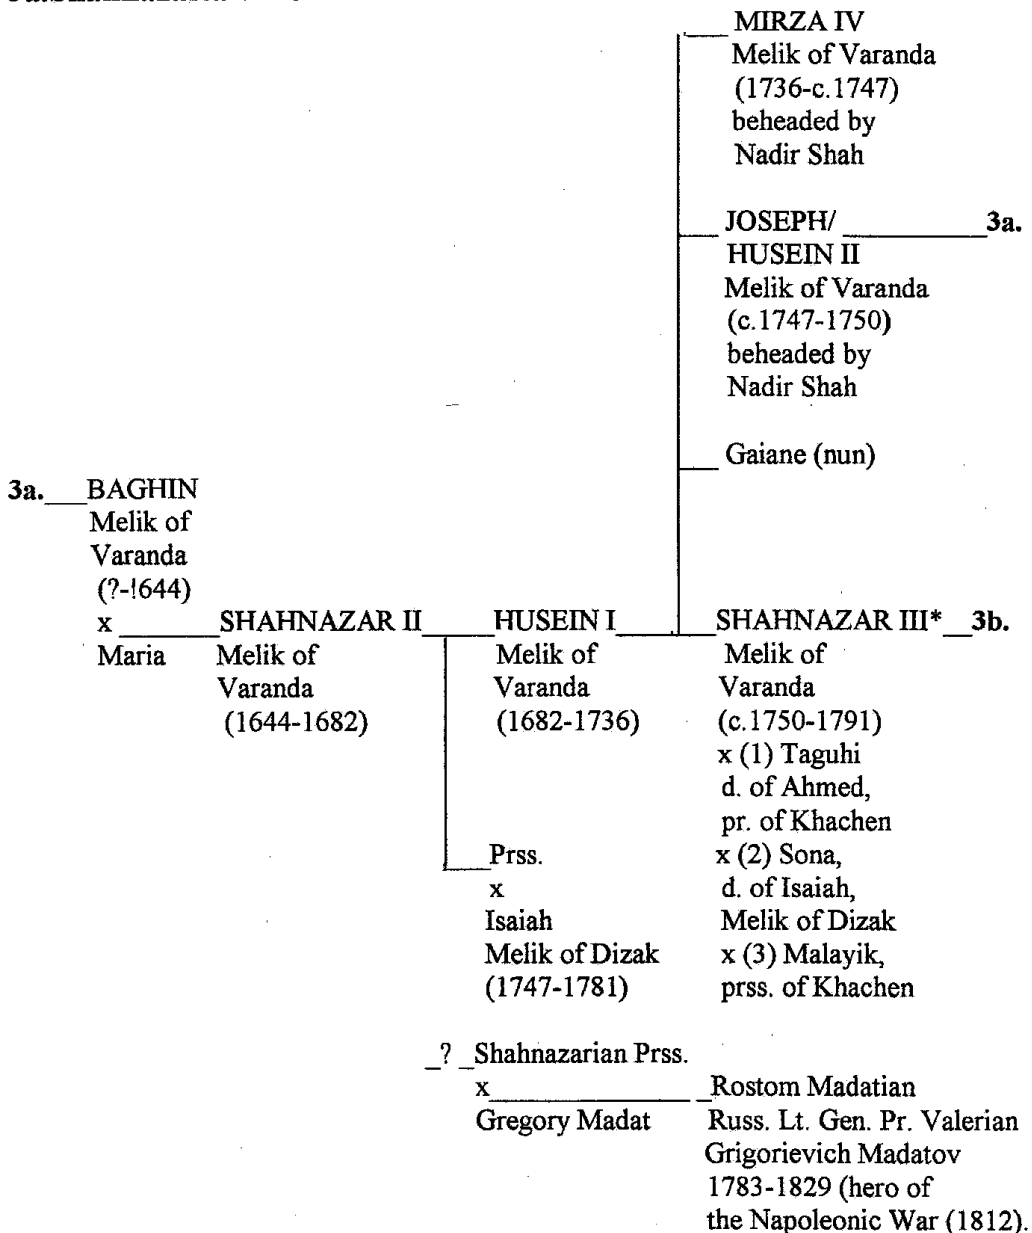 MIRZA IV
Melik of Varanda
(1736-c.1747)
beheaded by
Nadir Shah
JOSEPH/ 3a.
HUSEIN II
Melik of Varanda
(c.1747-1750)
beheaded by
Nadir Shah
Gaiane (nun)
3a. BAGHIN
Melik of
Varanda
(?-!644)
x
Maria
SHAHNAZAR II
Melik of
Varanda
(1644-1682)
HUSEIN I
Melik of
Varanda
(1682-1736)
SHAHNAZAR III* 3b.
Melik of
Varanda
(c.1750-1791)
x (1) Taguhi
d. of Ahmed,
pr. of Khachen
x (2) Sona,
d. of Isaiah,
Melik of Dizak
x (3) Malayik,
prss. of Khachen
Prss.
x
Isaiah
Melik of Dizak
(1747-1781)
? Shahnazarian Prss.
x
Gregory Madat
Rostom Madatian
Russ. Lt. Gen. Pr. Valerian
Grigorievich Madatov
1783-1829 (hero of
the Napoleonic War (1812).